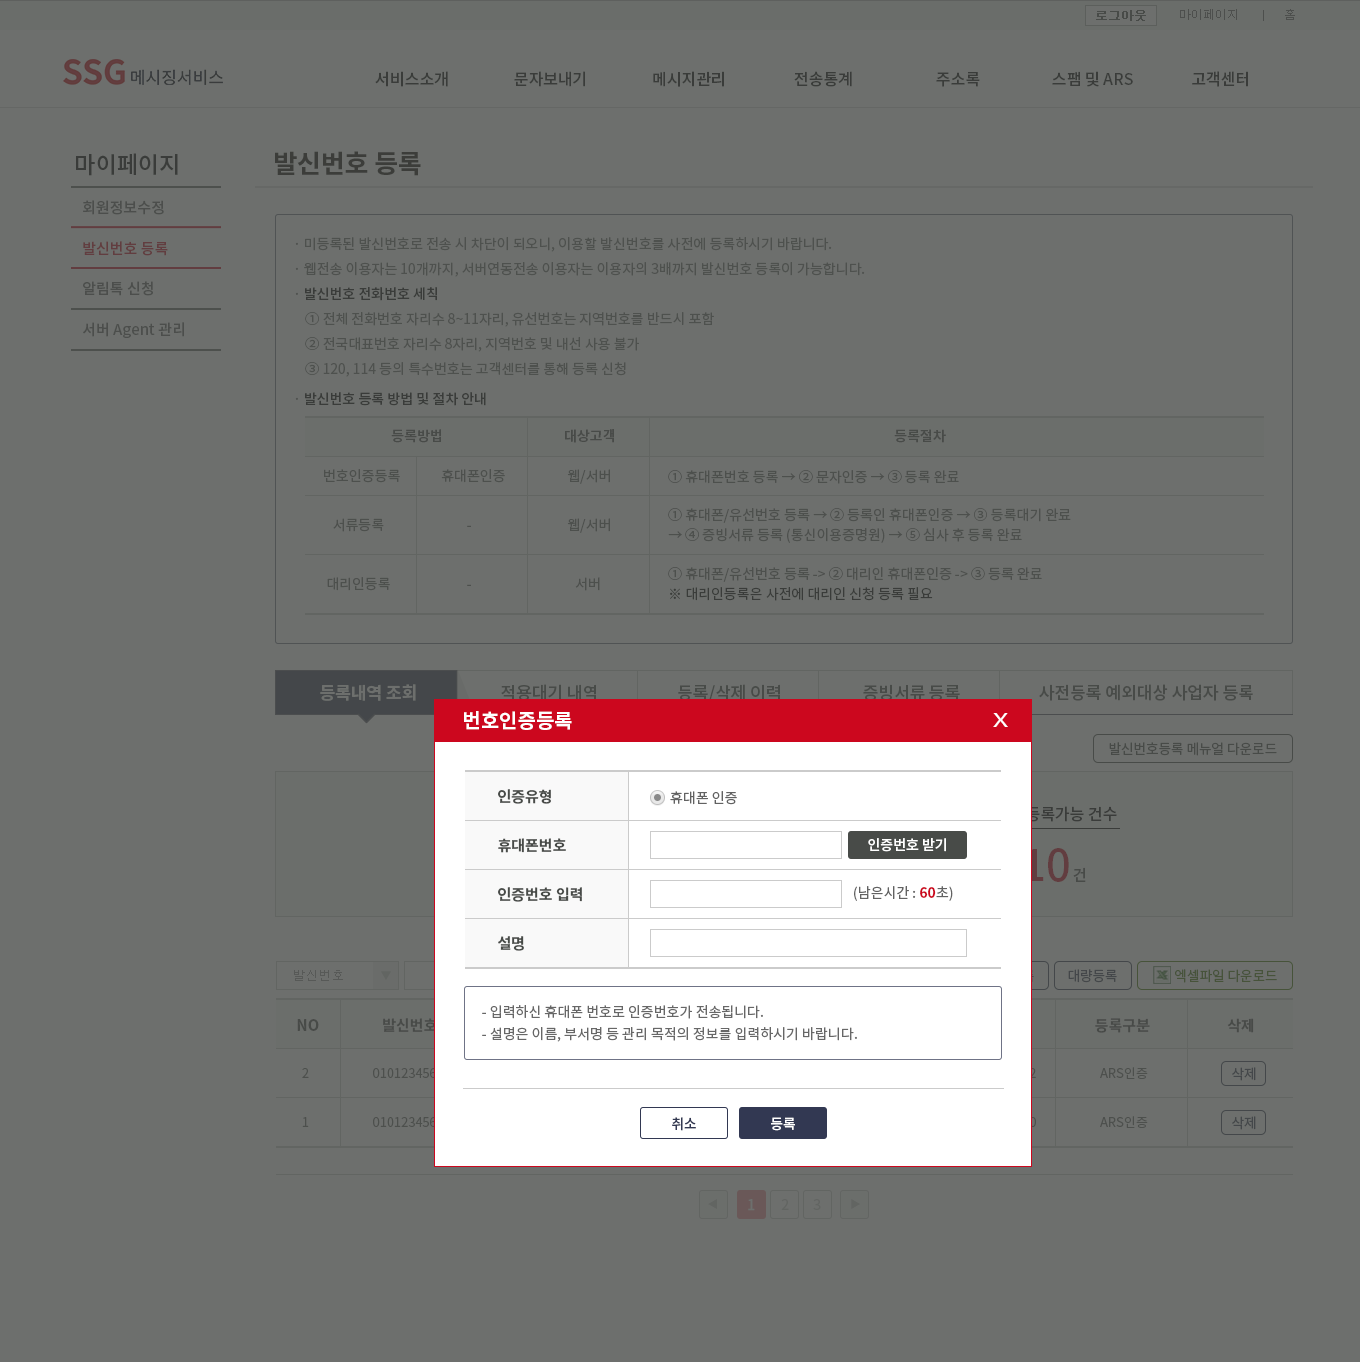 로그아웃 마이페이지 | 홈
SSG 메시징서비스 서비스소개 문자보내기 메시지관리 전송통계 주소록 스팸 및 ARS 고객센터
마이페이지
회원정보수정
발신번호 등록
알림톡 신청
서버 Agent 관리
발신번호 등록
· 미등록된 발신번호로 전송 시 차단이 되오니, 이용할 발신번호를 사전에 등록하시기 바랍니다.
· 웹전송 이용자는 10개까지, 서버연동전송 이용자는 이용자의 3배까지 발신번호 등록이 가능합니다.
· 발신번호 전화번호 세칙
① 전체 전화번호 자리수 8~11자리, 유선번호는 지역번호를 반드시 포함
② 전국대표번호 자리수 8자리, 지역번호 및 내선 사용 불가
③ 120, 114 등의 특수번호는 고객센터를 통해 등록 신청
· 발신번호 등록 방법 및 절차 안내
등록방법 대상고객 등록절차
번호인증등록 휴대폰인증 웹/서버 ① 휴대폰번호 등록 → ② 문자인증 → ③ 등록 완료
서류등록 - 웹/서버 ① 휴대폰/유선번호 등록 → ② 등록인 휴대폰인증 → ③ 등록대기 완료
→ ④ 증빙서류 등록 (통신이용증명원) → ⑤ 심사 후 등록 완료
대리인등록 - 서버 ① 휴대폰/유선번호 등록 -> ② 대리인 휴대폰인증 -> ③ 등록 완료
※ 대리인등록은 사전에 대리인 신청 등록 필요
등록내역 조회 적용대기 내역 등록/삭제 이력 증빙서류 등록 사전등록 예외대상 사업자 등록
발신번호등록 메뉴얼 다운로드
등록가능 건수
10 건
발신번호 대량등록 엑셀파일 다운로드
NO 발신번호 등록구분 삭제
2 010123456 2 ARS인증 삭제
1 010123456 0 ARS인증 삭제
◀ 1 2 3 ▶
번호인증등록 X
인증유형 휴대폰 인증
휴대폰번호 인증번호 받기
인증번호 입력 (남은시간 : 60초)
설명
- 입력하신 휴대폰 번호로 인증번호가 전송됩니다.
- 설명은 이름, 부서명 등 관리 목적의 정보를 입력하시기 바랍니다.
취소 등록